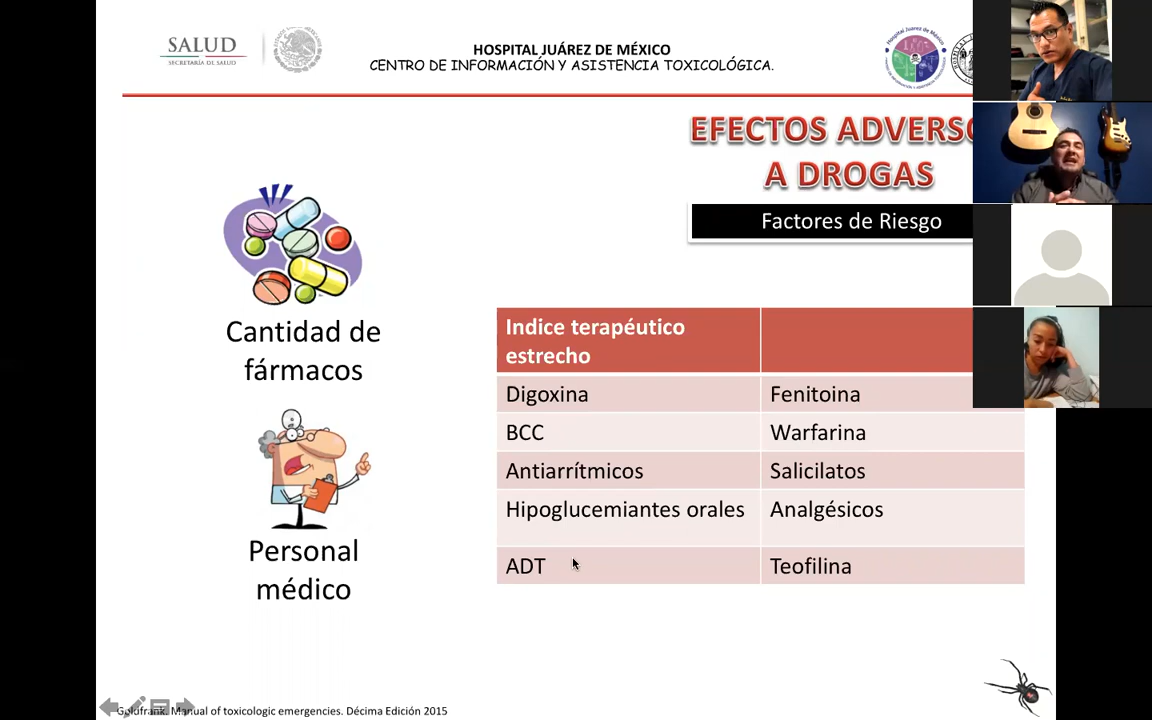 SALUD
SECRETARÍA DE SALUD
HOSPITAL JUÁREZ DE MÉXICO
CENTRO DE INFORMACIÓN Y ASISTENCIA TOXICOLÓGICA.
EFECTOS ADVERSO
A DROGAS
Factores de Riesgo
Cantidad de
fármacos
Personal
médico
Indice terapéutico
estrecho
Digoxina Fenitoina
BCC Warfarina
Antiarrítmicos Salicilatos
Hipoglucemiantes orales Analgésicos
ADT Teofilina
Goldfrank. Manual of toxicologic emergencies. Décima Edición 2015